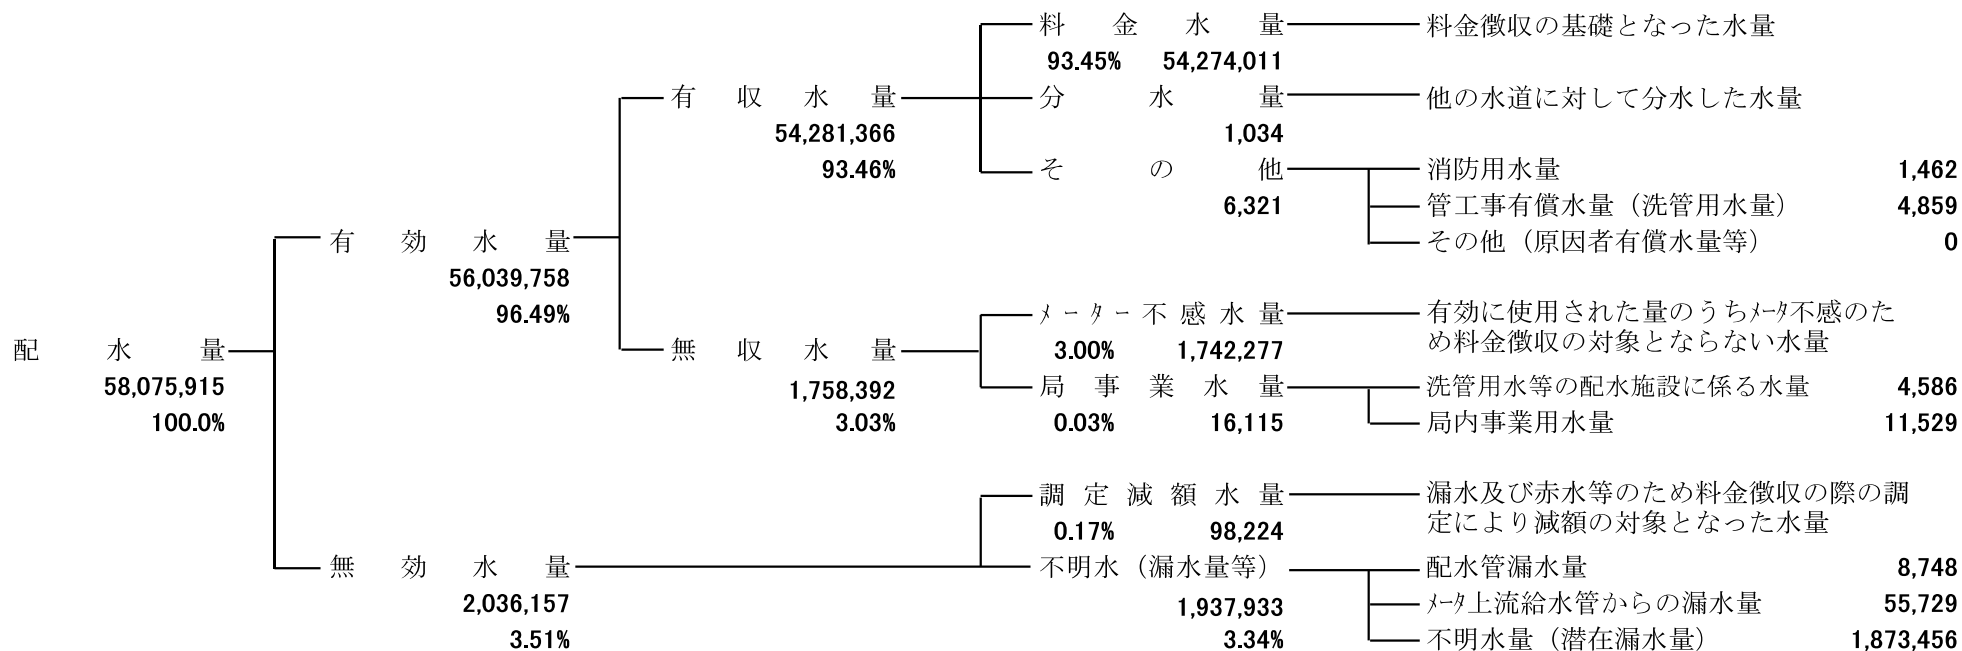 料金水量 料金徴収の基礎となった水量
93.45% 54,274,011
有収水量 分水量 他の水道に対して分水した水量
54,281,366 1,034
93.46% その他 消防用水量 1,462
6,321 管工事有償水量（洗管用水量） 4,859
有効水量 その他（原因者有償水量等） 0
56,039,758
96.49% メーター不感水量 有効に使用された量のうちメータ不感のた
配水量 無収水量 3.00% 1,742,277 め料金徴収の対象とならない水量
58,075,915 1,758,392 局事業水量 洗管用水等の配水施設に係る水量 4,586
100.0% 3.03% 0.03% 16,115 局内事業用水量 11,529
調定減額水量 漏水及び赤水等のため料金徴収の際の調
0.17% 98,224 定により減額の対象となった水量
無効水量 不明水（漏水量等） 配水管漏水量 8,748
2,036,157 1,937,933 メータ上流給水管からの漏水量 55,729
3.51% 3.34% 不明水量（潜在漏水量） 1,873,456